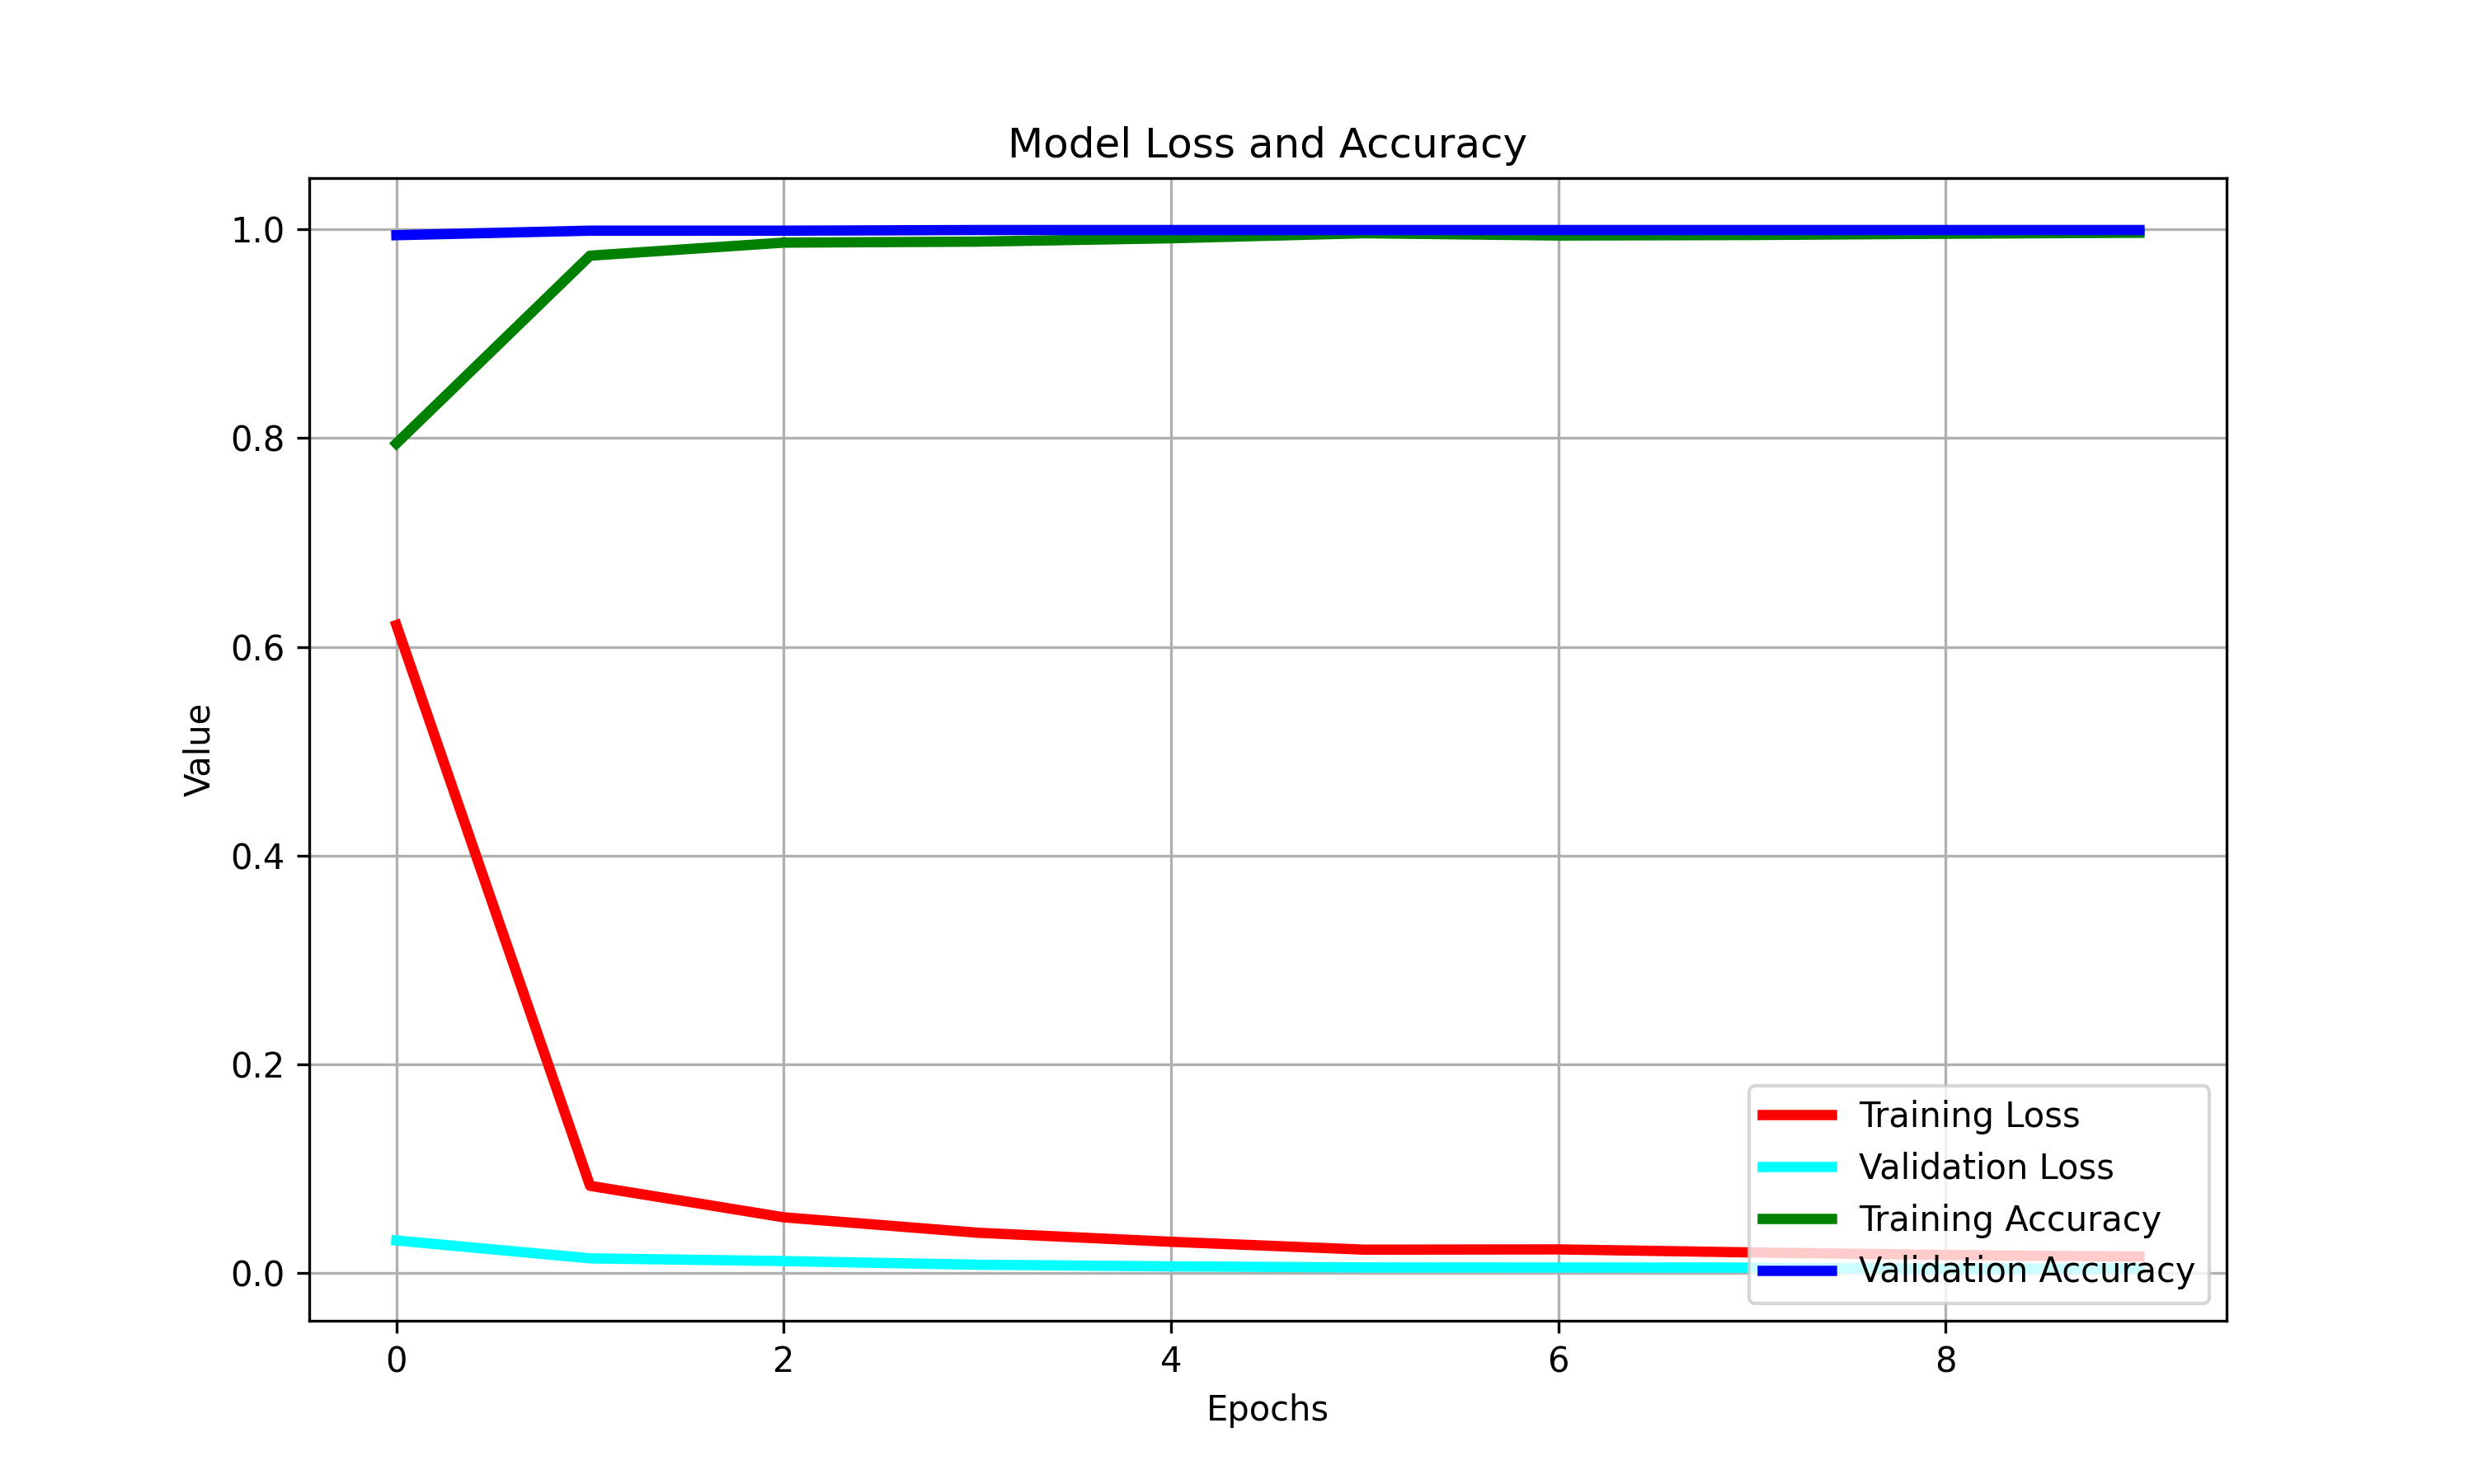 Model Loss and Accuracy
1.0
0.8
0.6
0.4
0.2
0.0
Value
Training Loss
Validation Loss
Training Accuracy
Validation Accuracy
0 2 4 6 8
Epochs